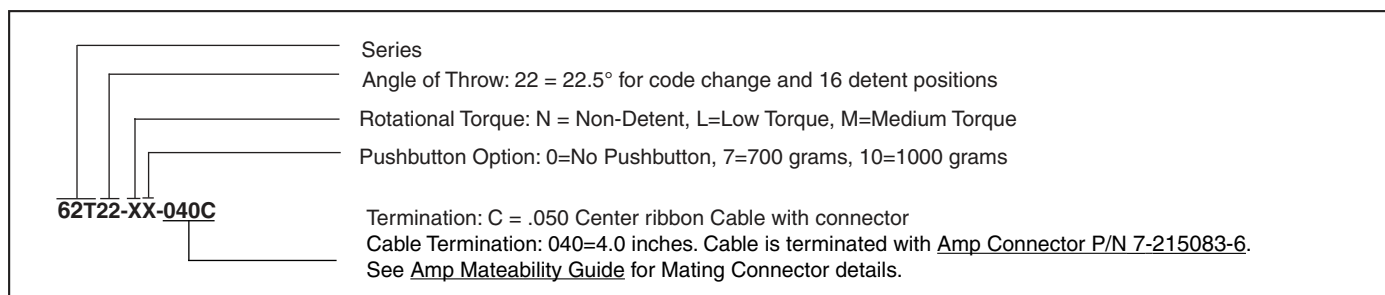 Series
Angle of Throw: 22 = 22.5° for code change and 16 detent positions
Rotational Torque: N = Non-Detent, L=Low Torque, M=Medium Torque
Pushbutton Option: 0=No Pushbutton, 7=700 grams, 10=1000 grams
62T22-XX-040C
Termination: C = .050 Center ribbon Cable with connector
Cable Termination: 040=4.0 inches. Cable is terminated with Amp Connector P/N 7-215083-6.
See Amp Mateability Guide for Mating Connector details.